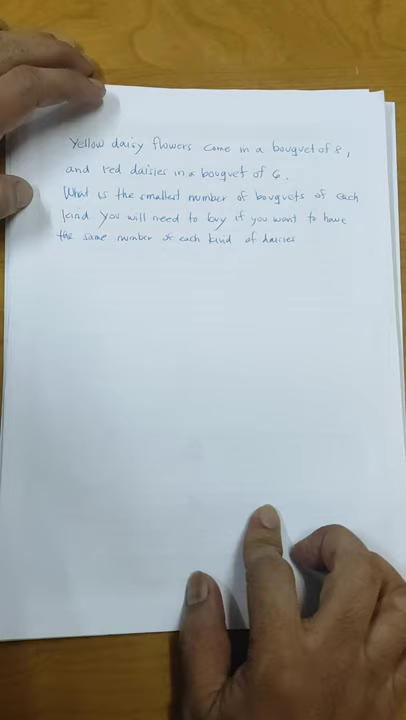 Yellow daisy flowers come in a bouquet of 8,
and red daisies in a bouquet of 6.
What is the smallest number of bouquets of each
kind you will need to buy if you want to have
the same number of each kind of daisies